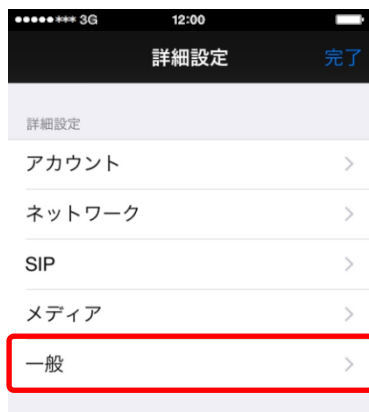 ●●●●●*** 3G 12:00
詳細設定 完了
詳細設定
アカウント
ネットワーク
SIP
メディア
一般